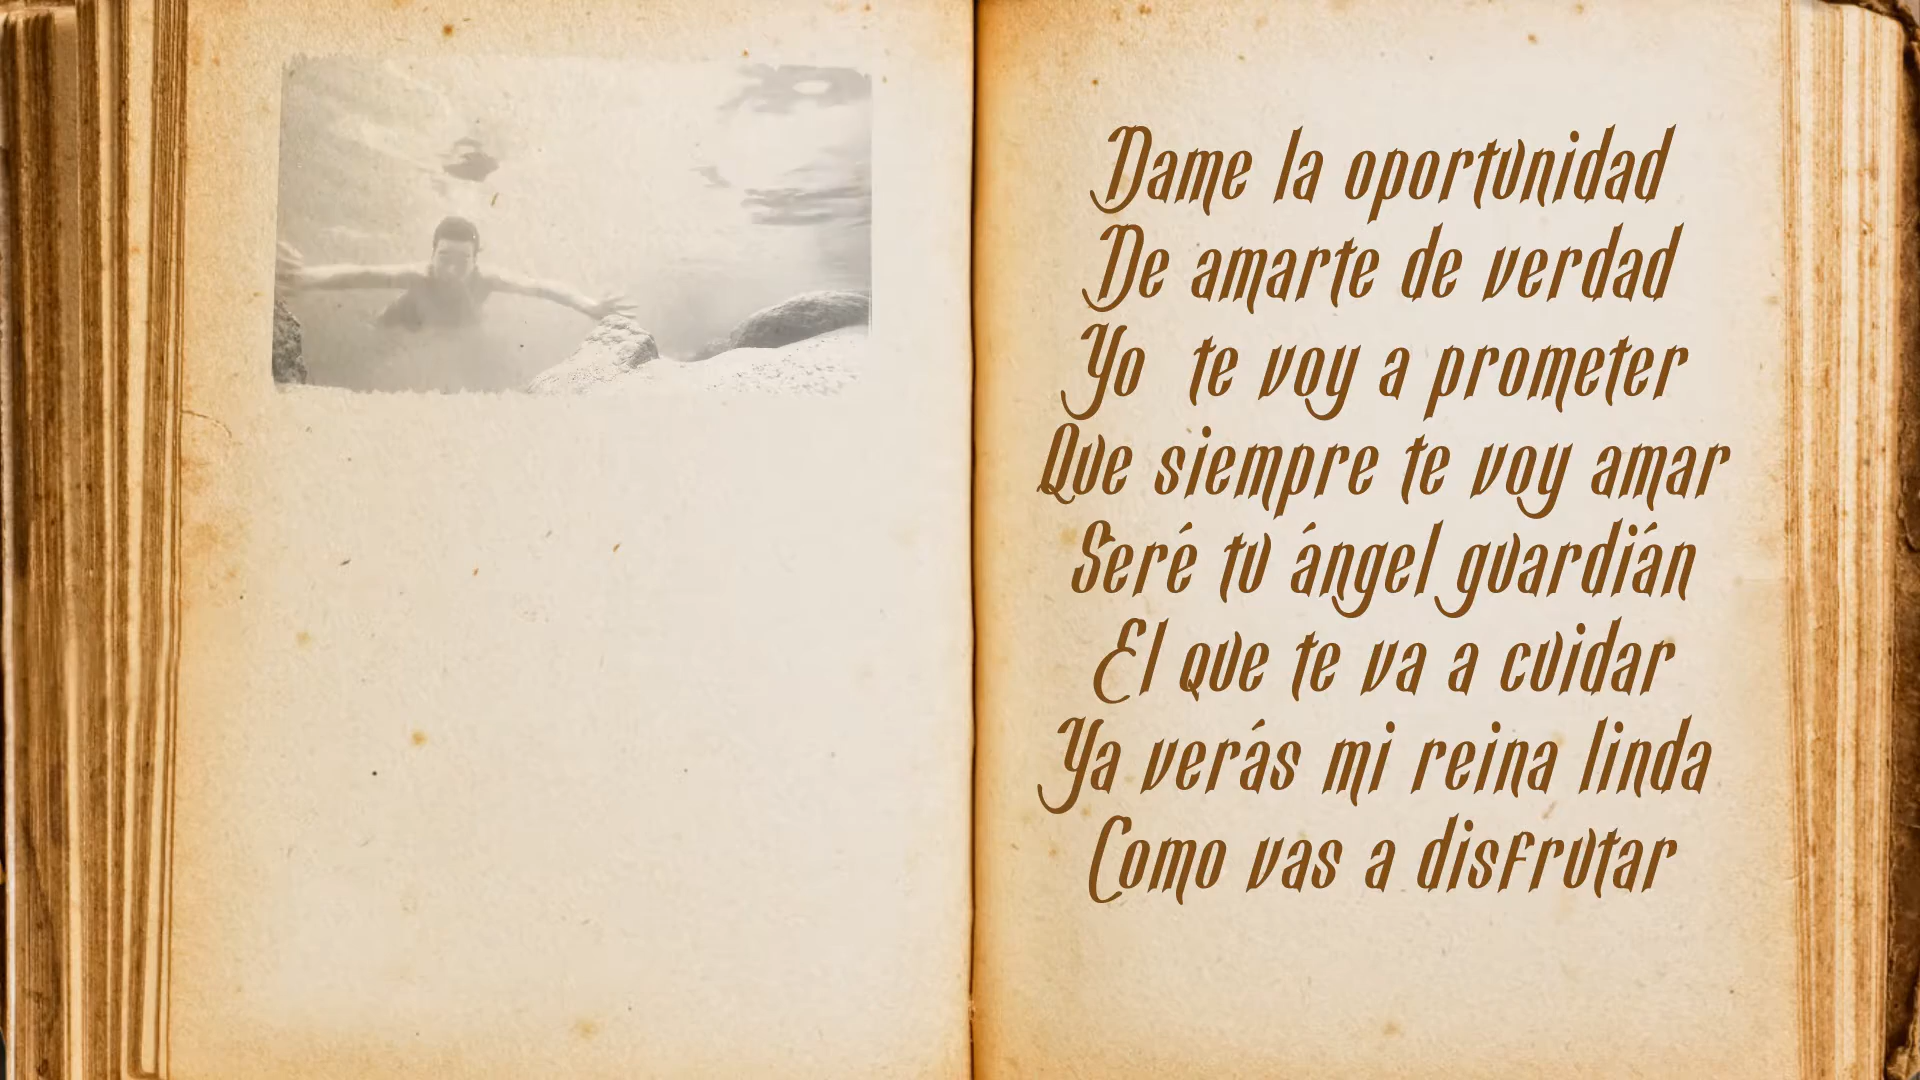 Dame la oportunidad
De amarte de verdad
Yo te voy a prometer
Que siempre te voy amar
Seré tu ángel guardián
El que te va a cuidar
Ya verás mi reina linda
Como vas a disfrutar